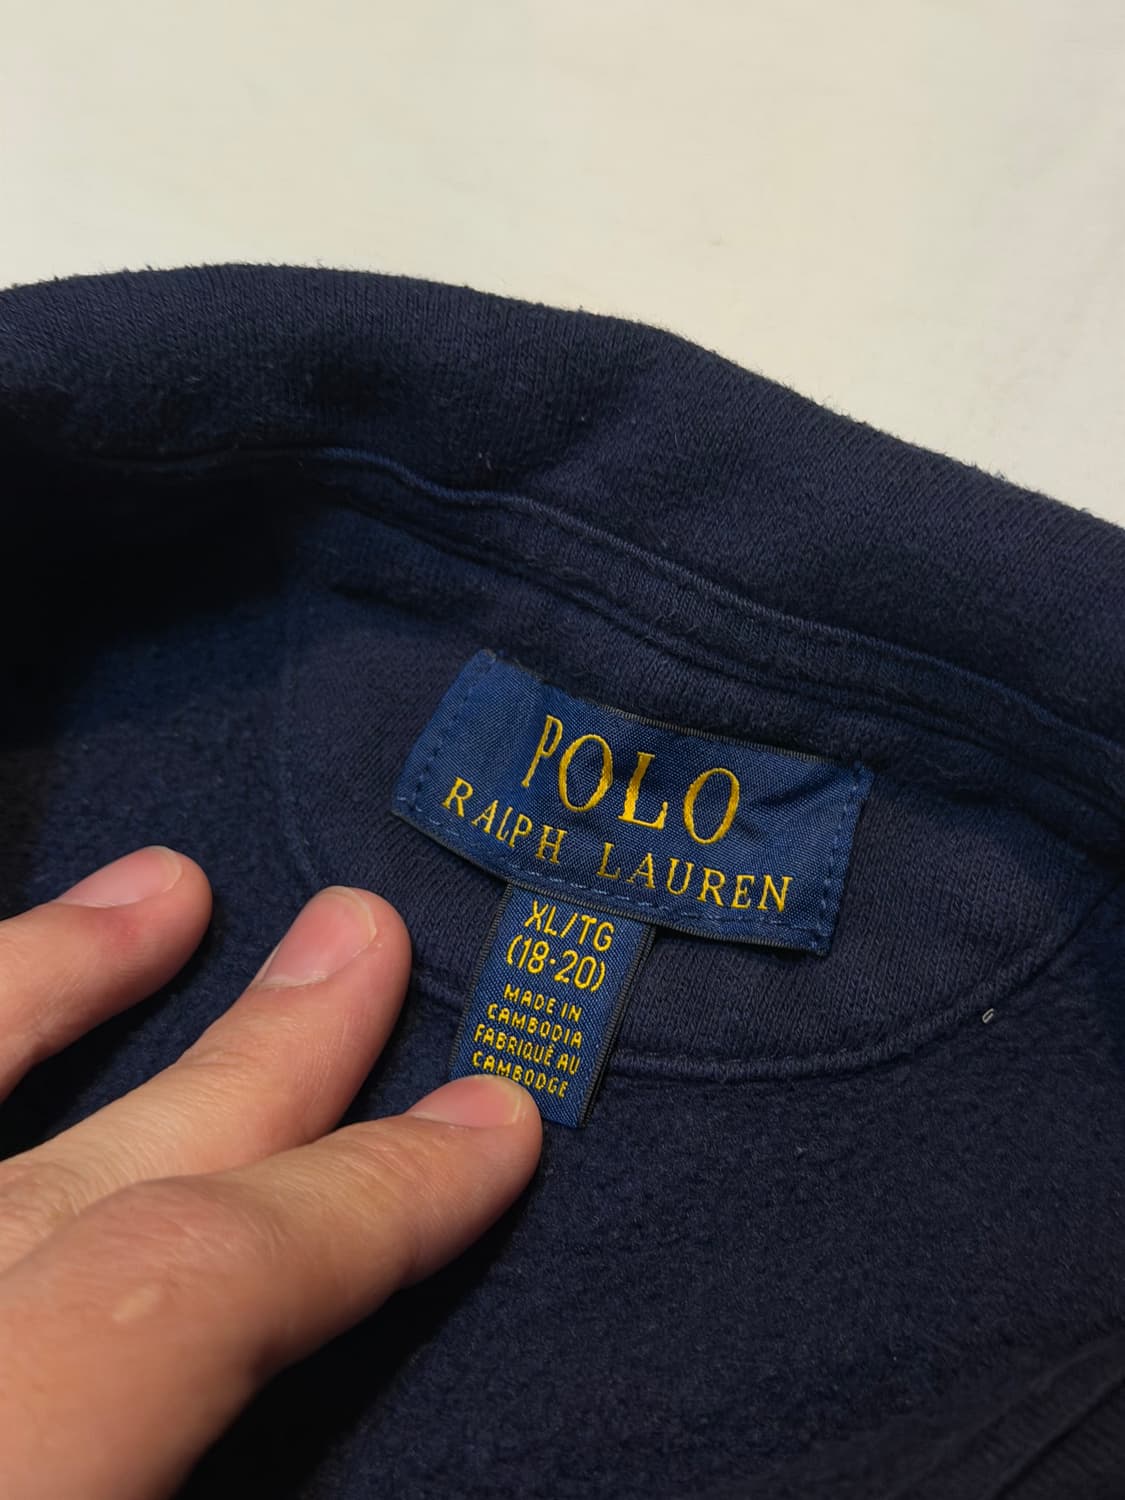 POLO
RALPH LAUREN
XL/TG
(18-20)
MADE IN
CAMBODIA
FABRIQUÉ AU
CAMBODGE